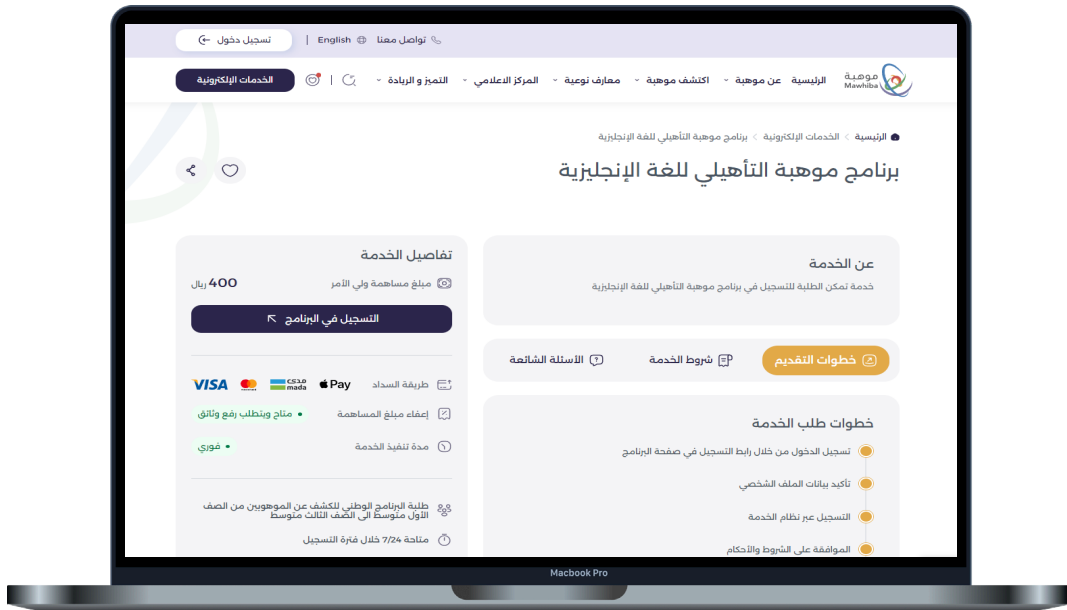 تواصل معنا
English
|
تسجيل دخول
موهبة
Mawhiba
الرئيسية
عن موهبة
اكتشف موهبة
معارف نوعية
المركز الاعلامي
التميز و الريادة
الخدمات الإلكترونية
الرئيسية > الخدمات الإلكترونية > برنامج موهبة التأهيلي للغة الإنجليزية
برنامج موهبة التأهيلي للغة الإنجليزية
عن الخدمة
خدمة تمكن الطلبة للتسجيل في برنامج موهبة التأهيلي للغة الإنجليزية
خطوات التقديم
شروط الخدمة
الأسئلة الشائعة
خطوات طلب الخدمة
تسجيل الدخول من خلال رابط التسجيل في صفحة البرنامج
تأكيد بيانات الملف الشخصي
التسجيل عبر نظام الخدمة
الموافقة على الشروط والأحكام
تفاصيل الخدمة
مبلغ مساهمة ولي الأمر
400 ريال
التسجيل في البرنامج
طريقة السداد
Pay
مدى
mada
VISA
إعفاء مبلغ المساهمة
متاح ويتطلب رفع وثائق
مدة تنفيذ الخدمة
فوري
طلبة البرنامج الوطني للكشف عن الموهوبين من الصف
الأول متوسط الى الصف الثالث متوسط
متاحة 7/24 خلال فترة التسجيل
Macbook Pro